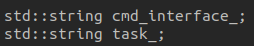 std::string cmd_interface_;
std::string task_;